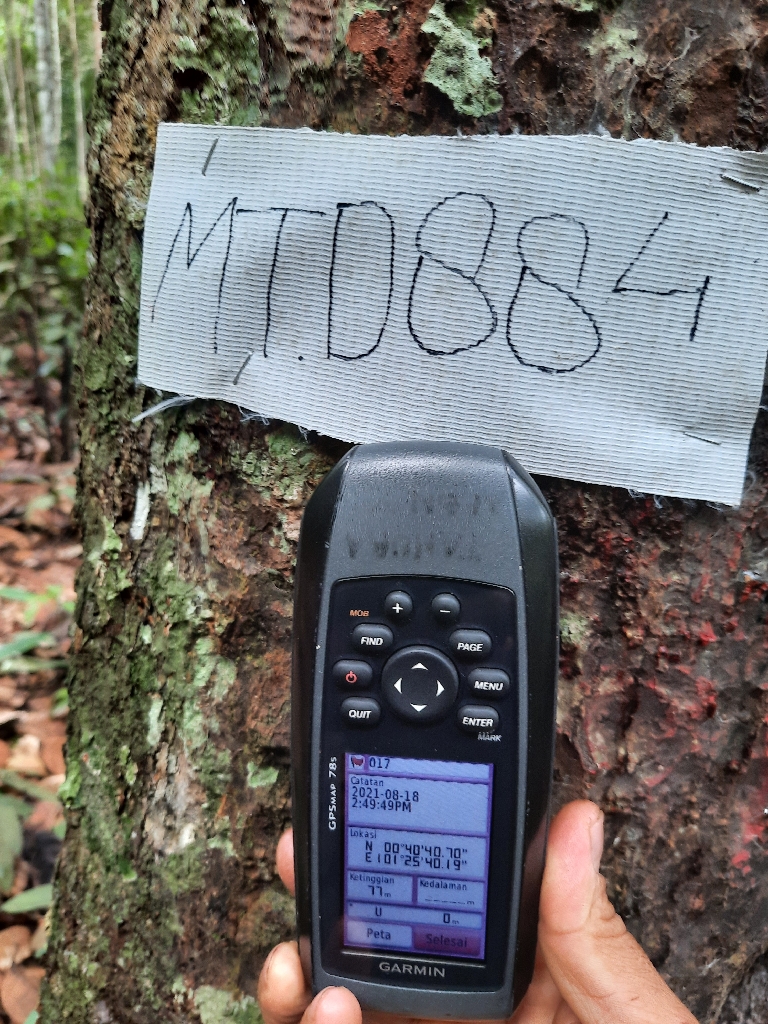 MT.D884
MOB
+
−
FIND
PAGE
MENU
QUIT
ENTER
MARK
GPSMAP 78s
017
Catatan
2021-08-18
2:49:49PM
Lokasi
N 00°40'40.70"
E101°25'40.19"
Ketinggian
Kedalaman
77m
_____m
U
0m
Peta
Selesai
GARMIN